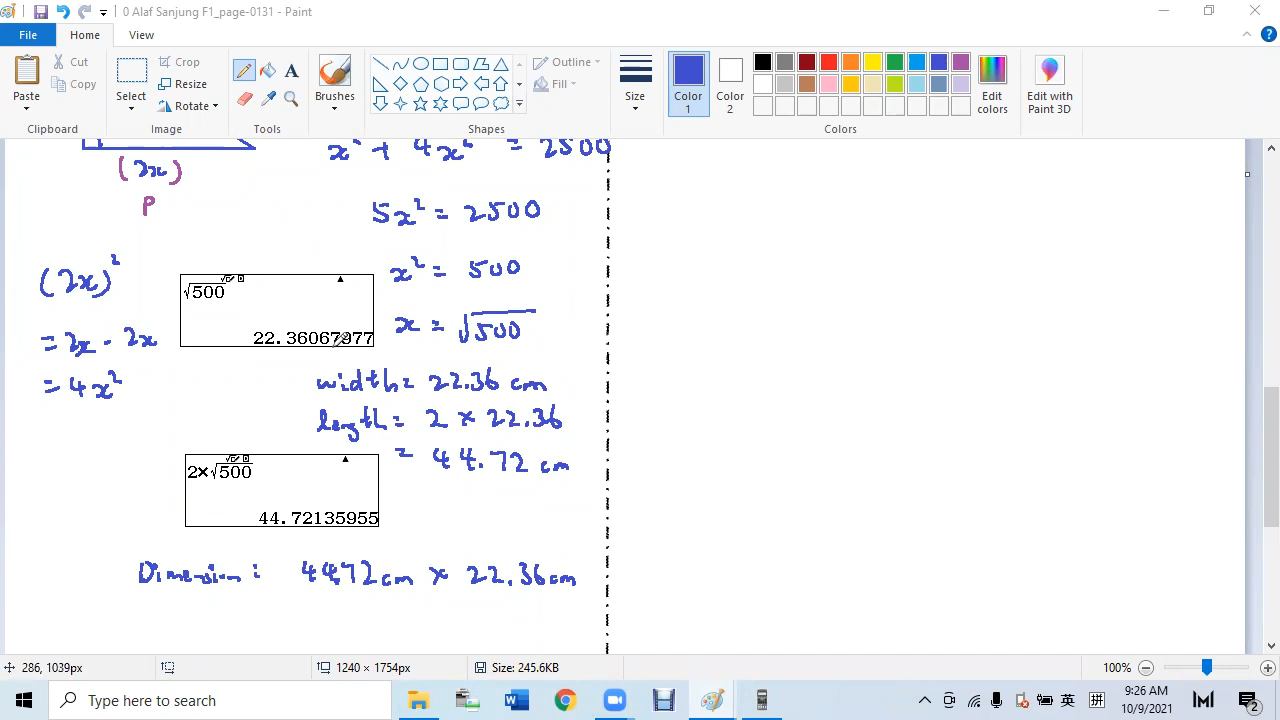 0 Alaf Sanjung F1_page-0131 - Paint
File Home View
Paste Cut Copy Clipboard
Select Crop Resize Rotate Image
Tools
Brushes
Outline Fill Shapes
Size
Color 1 Color 2 Edit colors Colors
Edit with Paint 3D
x² + 4x² = 2500
(2x)
P
5x² = 2500
(2x)²
x² = 500
√500
22.36067977
x = √500
= 2x · 2x
= 4x²
width = 22.36 cm
length = 2 × 22.36
= 44.72 cm
2×√500
44.72135955
Dimension : 44.72cm × 22.36cm
286, 1039px 1240 × 1754px Size: 245.6KB 100%
Type here to search
英 拼 9:26 AM
10/9/2021
2